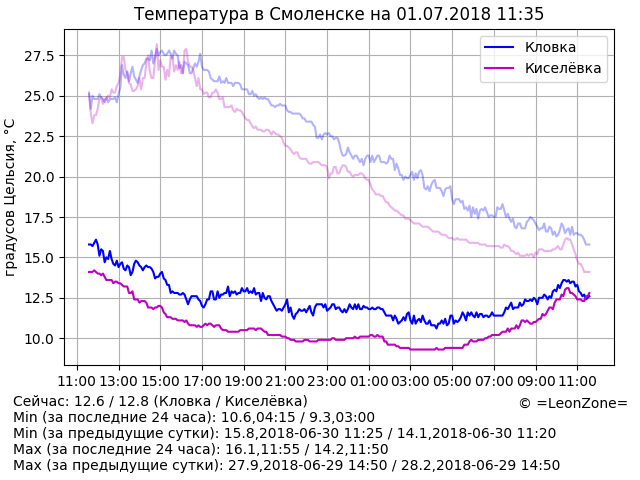 Температура в Смоленске на 01.07.2018 11:35
градусов Цельсия, °C
27.5
25.0
22.5
20.0
17.5
15.0
12.5
10.0
Кловка
Киселёвка
11:00 13:00 15:00 17:00 19:00 21:00 23:00 01:00 03:00 05:00 07:00 09:00 11:00
Сейчас: 12.6 / 12.8 (Кловка / Киселёвка)
© =LeonZone=
Min (за последние 24 часа): 10.6,04:15 / 9.3,03:00
Min (за предыдущие сутки): 15.8,2018-06-30 11:25 / 14.1,2018-06-30 11:20
Max (за последние 24 часа): 16.1,11:55 / 14.2,11:50
Max (за предыдущие сутки): 27.9,2018-06-29 14:50 / 28.2,2018-06-29 14:50